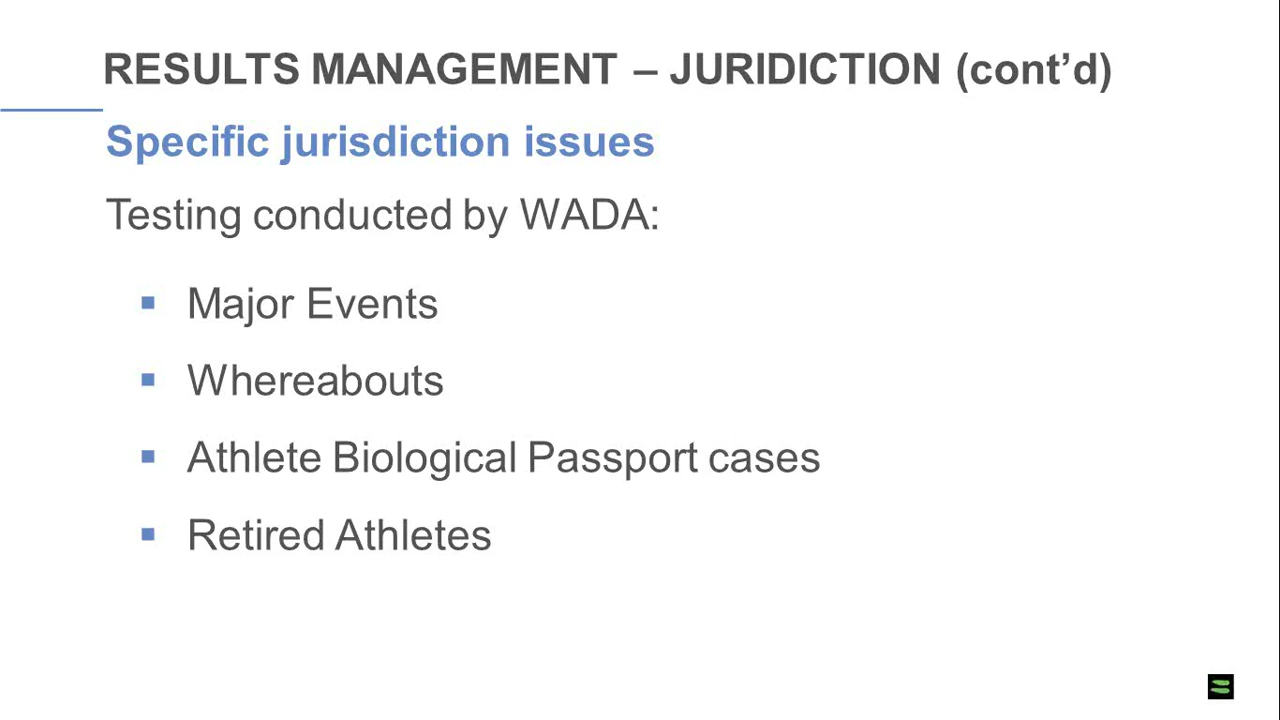 RESULTS MANAGEMENT – JURIDICTION (cont’d)
Specific jurisdiction issues
Testing conducted by WADA:
▪ Major Events
▪ Whereabouts
▪ Athlete Biological Passport cases
▪ Retired Athletes